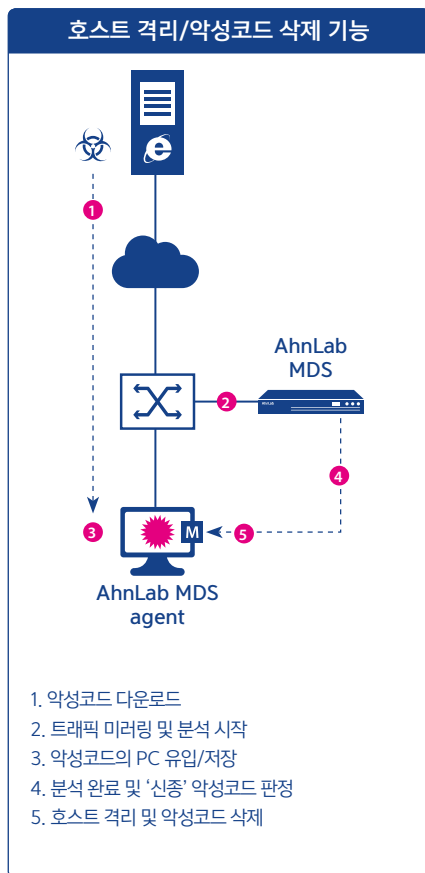 호스트 격리/악성코드 삭제 기능
1
AhnLab
MDS
2
4
3
M
5
AhnLab MDS
agent
1. 악성코드 다운로드
2. 트래픽 미러링 및 분석 시작
3. 악성코드의 PC 유입/저장
4. 분석 완료 및 ‘신종’ 악성코드 판정
5. 호스트 격리 및 악성코드 삭제